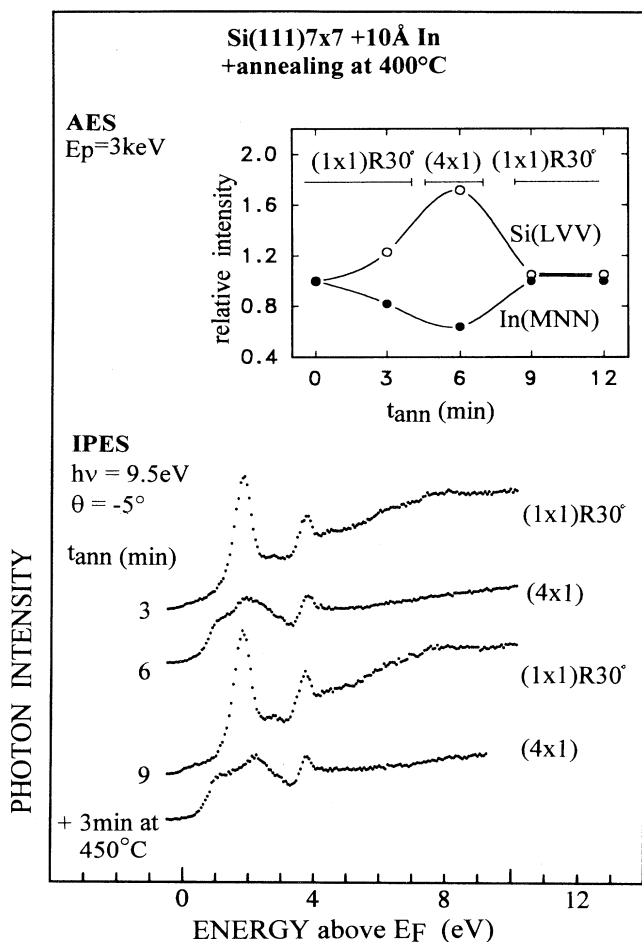 Si(111)7x7 +10Å In
+annealing at 400°C
AES
Ep=3keV
relative intensity
2.0
1.6
1.2
0.8
0.4
(1x1)R30° (4x1) (1x1)R30°
Si(LVV)
In(MNN)
0 3 6 9 12
tann (min)
IPES
hν = 9.5eV
θ = -5°
tann (min)
PHOTON INTENSITY
(1x1)R30°
3
(4x1)
6
(1x1)R30°
9
(4x1)
+ 3min at
450°C
0 4 8 12
ENERGY above EF (eV)